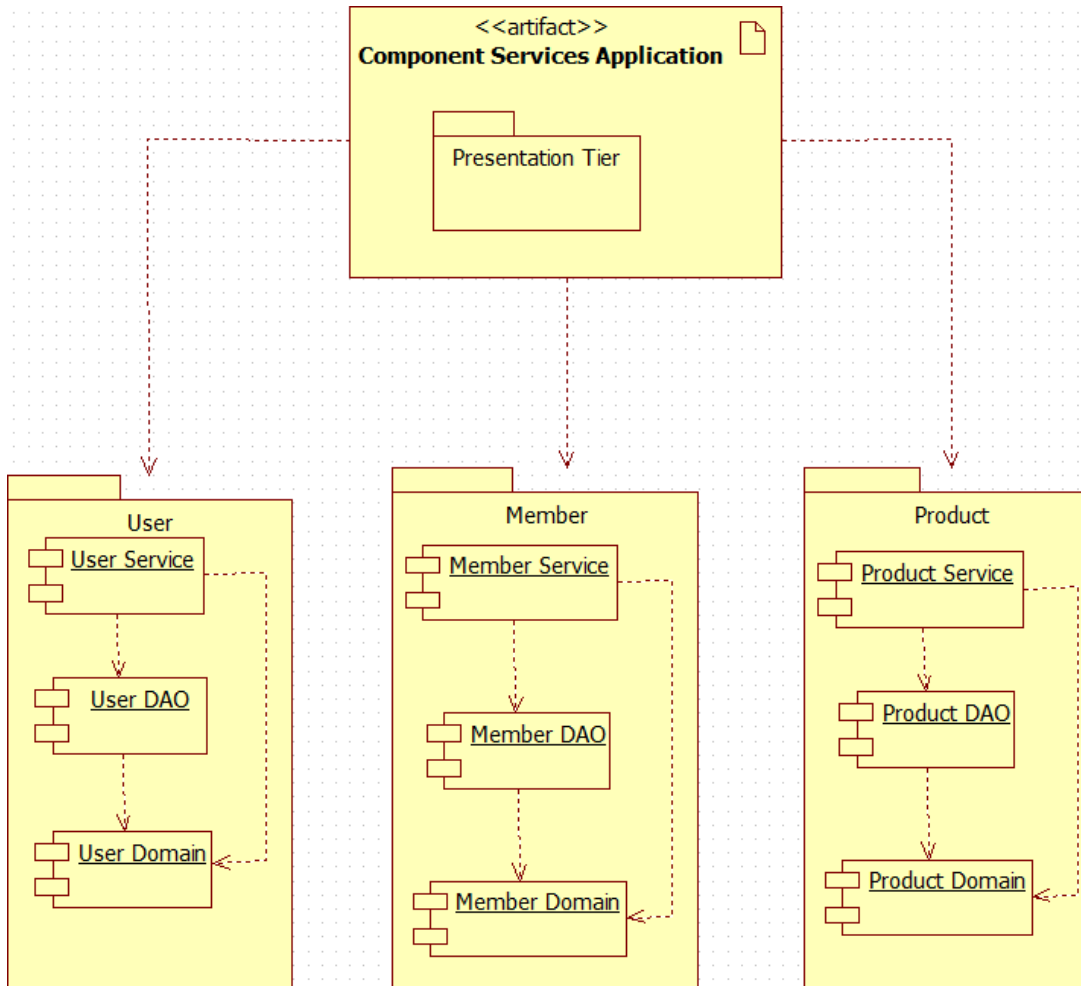 <<artifact>>
Component Services Application
Presentation Tier
User
User Service
User DAO
User Domain
Member
Member Service
Member DAO
Member Domain
Product
Product Service
Product DAO
Product Domain